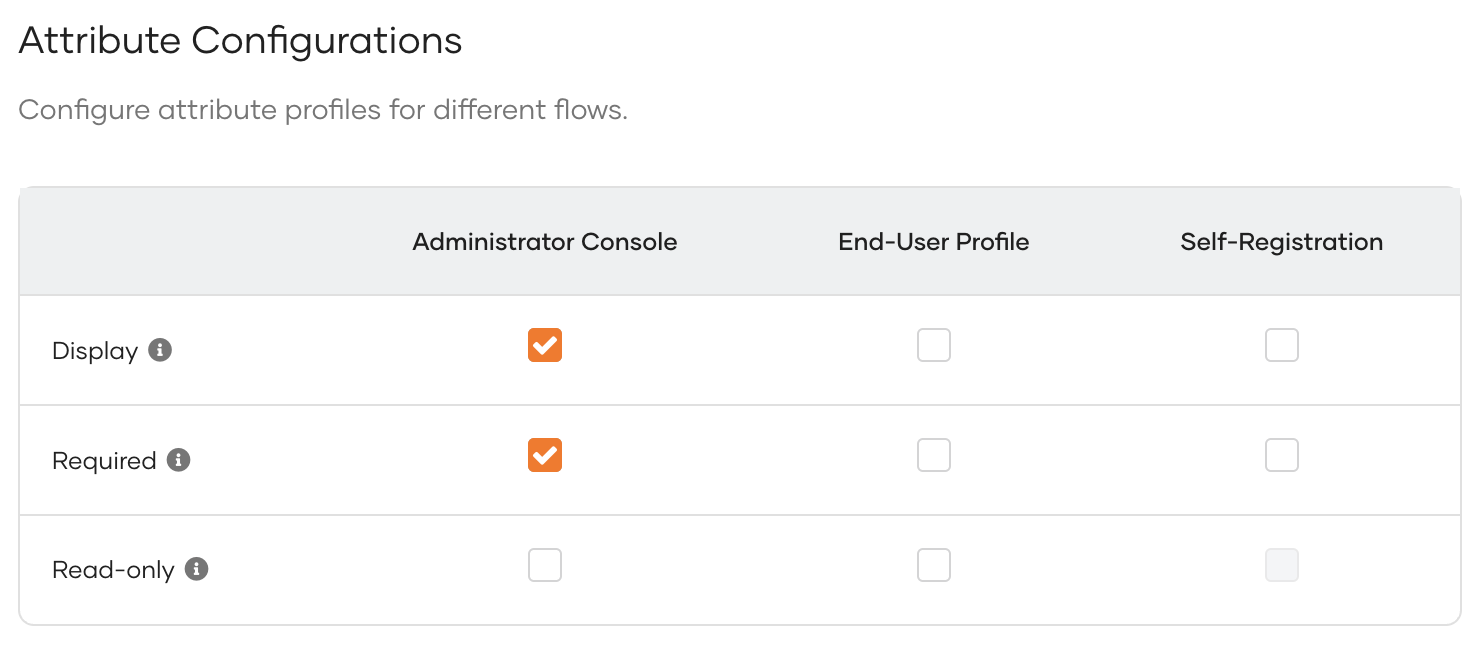 Attribute Configurations
Configure attribute profiles for different flows.
Administrator Console End-User Profile Self-Registration
Display
Required
Read-only